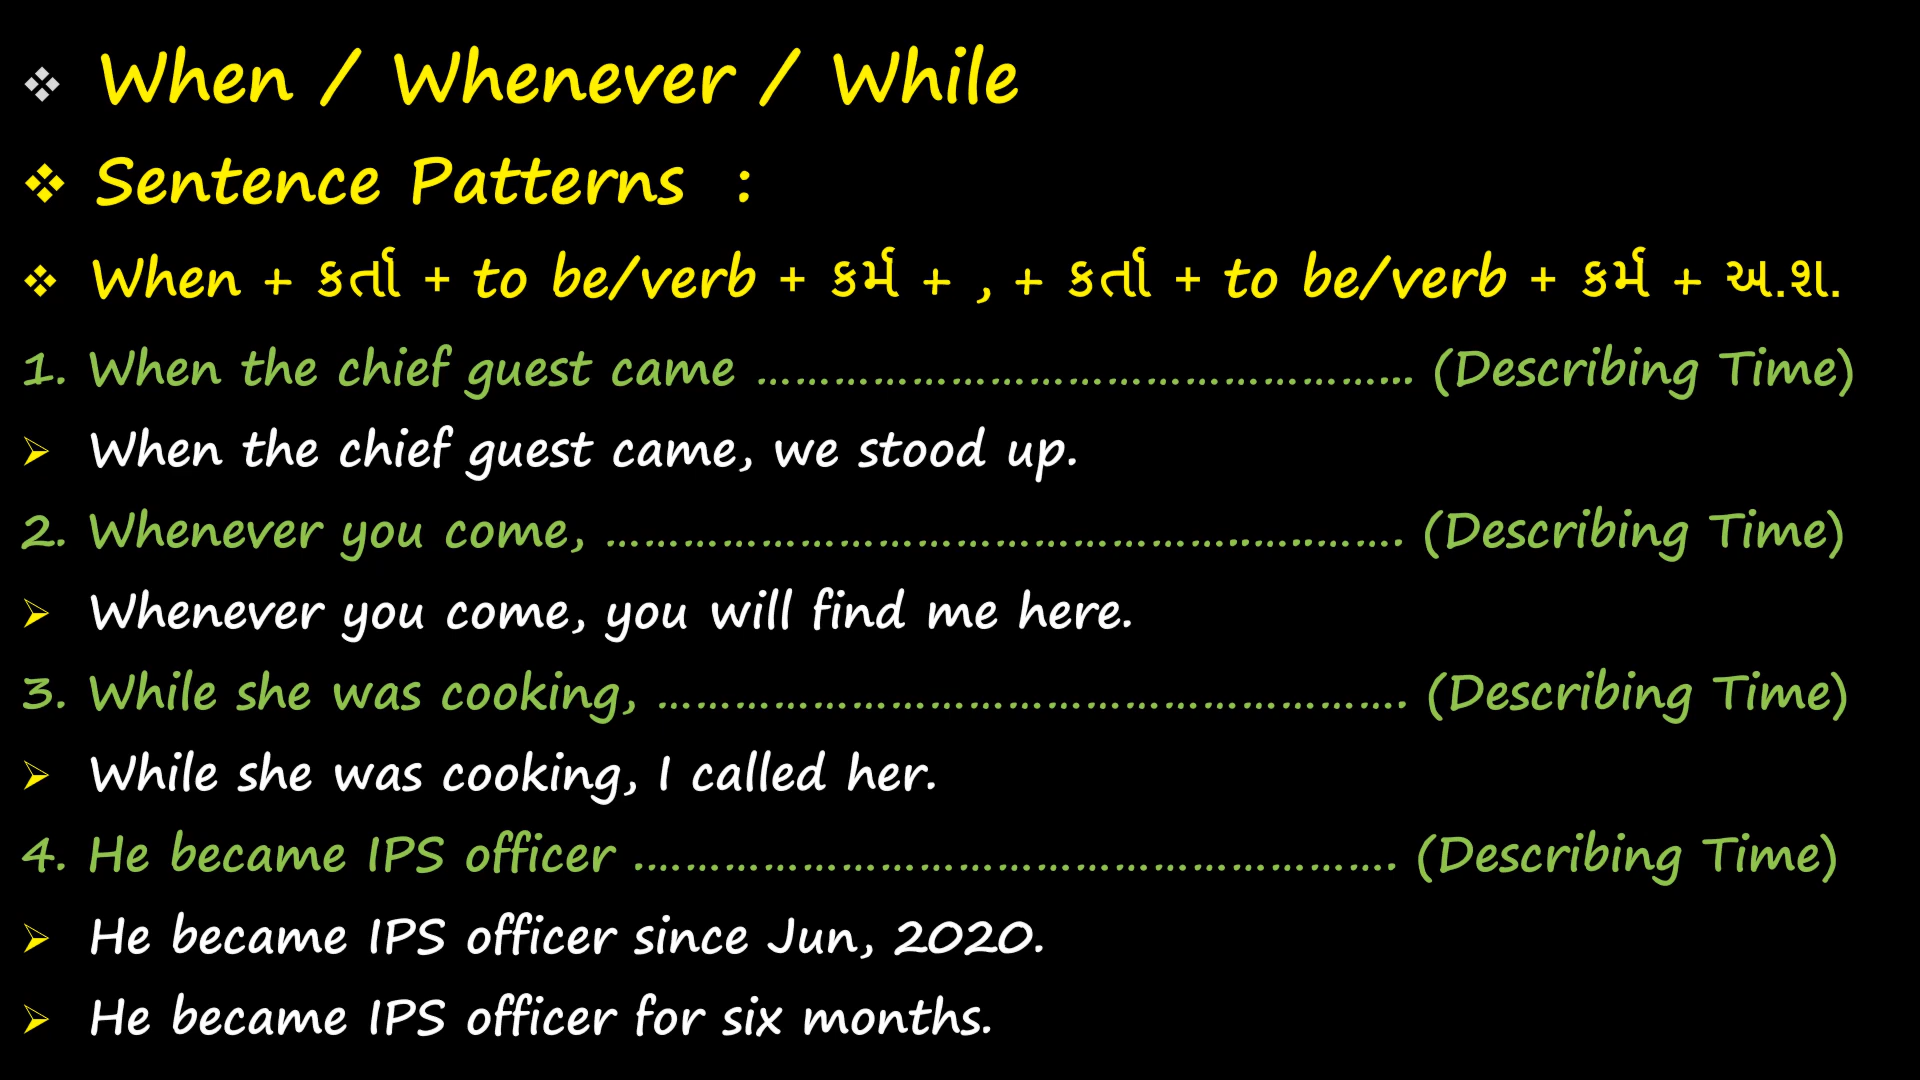 ❖ When / Whenever / While
❖ Sentence Patterns :
❖ When + કર્તા + to be/verb + કર્મ + , + કર્તા + to be/verb + કર્મ + અ.શ.
1. When the chief guest came ........................................................ (Describing Time)
➢ When the chief guest came, we stood up.
2. Whenever you come, ........................................................ (Describing Time)
➢ Whenever you come, you will find me here.
3. While she was cooking, ........................................................ (Describing Time)
➢ While she was cooking, I called her.
4. He became IPS officer ........................................................ (Describing Time)
➢ He became IPS officer since Jun, 2020.
➢ He became IPS officer for six months.